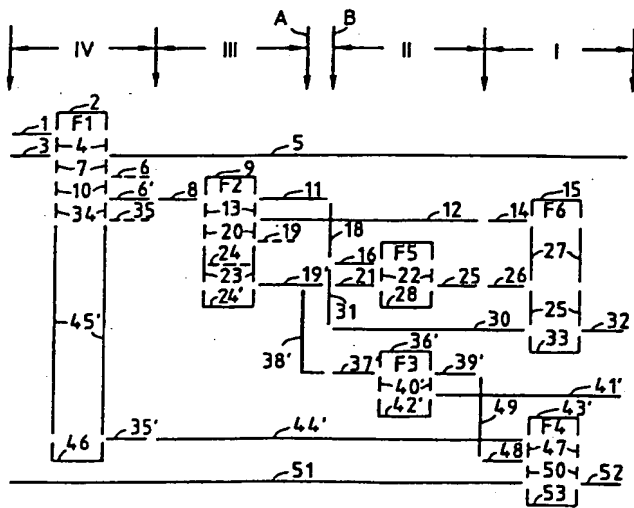 A B
IV III II I
2
1 F1
3 4 5
7 6 9 15
10 6' 8 F2 11 F6
34 35 13 12 14
20 19 18 F5 27
24 16
23 19 21 22 25 26
24' 28 25
31 30 32
45' 36' 33
38' 37' F3 39'
40' 41'
42' 49 43'
35' 44' F4
46 48 47
51 50 52
53